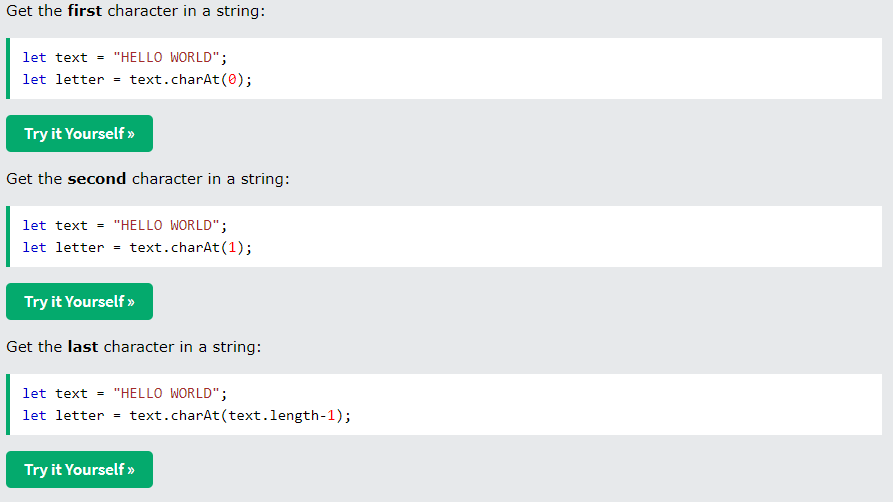 Get the first character in a string:
let text = "HELLO WORLD";
let letter = text.charAt(0);
Try it Yourself »
Get the second character in a string:
let text = "HELLO WORLD";
let letter = text.charAt(1);
Try it Yourself »
Get the last character in a string:
let text = "HELLO WORLD";
let letter = text.charAt(text.length-1);
Try it Yourself »